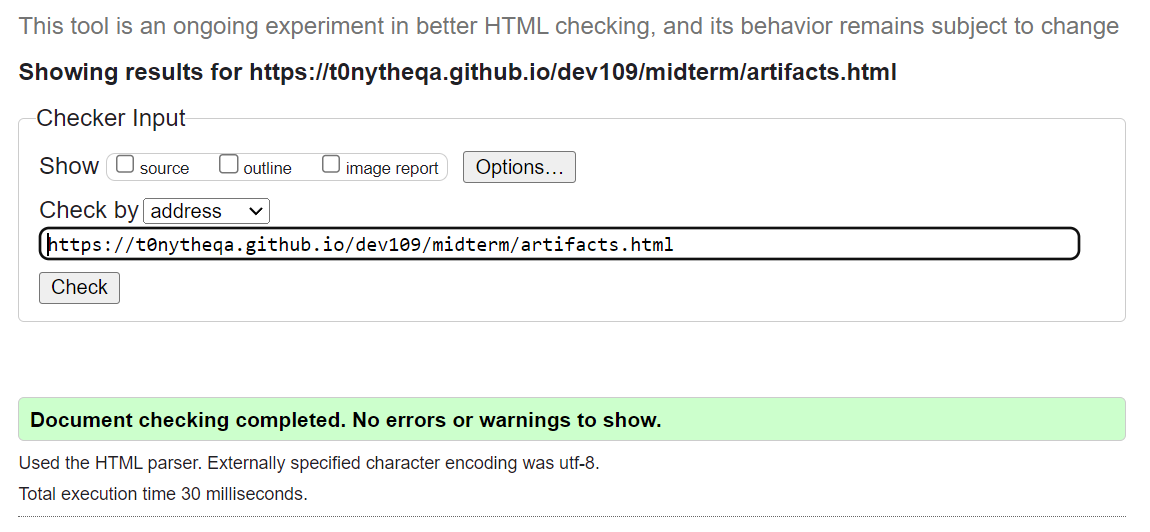 This tool is an ongoing experiment in better HTML checking, and its behavior remains subject to change
Showing results for https://t0nytheqa.github.io/dev109/midterm/artifacts.html
Checker Input
Show source outline image report Options...
Check by address
https://t0nytheqa.github.io/dev109/midterm/artifacts.html
Check
Document checking completed. No errors or warnings to show.
Used the HTML parser. Externally specified character encoding was utf-8.
Total execution time 30 milliseconds.